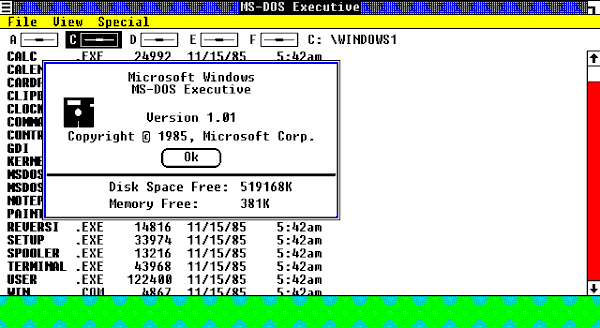 MS-DOS Executive
File View Special
A C D E F C: \WINDOWS1
CALC .EXE 24992 11/15/85 5:42am
CALEN
CARDF
CLIPB
CLOCK
COMMA
CONTR
GDI
KERNE
MSDOS
MSDOS
NOTEP
PAINT
Microsoft Windows
MS-DOS Executive
Version 1.01
Copyright © 1985, Microsoft Corp.
Ok
Disk Space Free: 519168K
Memory Free: 381K
REVERSI .EXE 14816 11/15/85 5:42am
SETUP .EXE 33974 11/15/85 5:42am
SPOOLER .EXE 13216 11/15/85 5:42am
TERMINAL .EXE 43968 11/15/85 5:42am
USER .EXE 122400 11/15/85 5:42am
WIN .COM 4867 11/15/85 5:42am